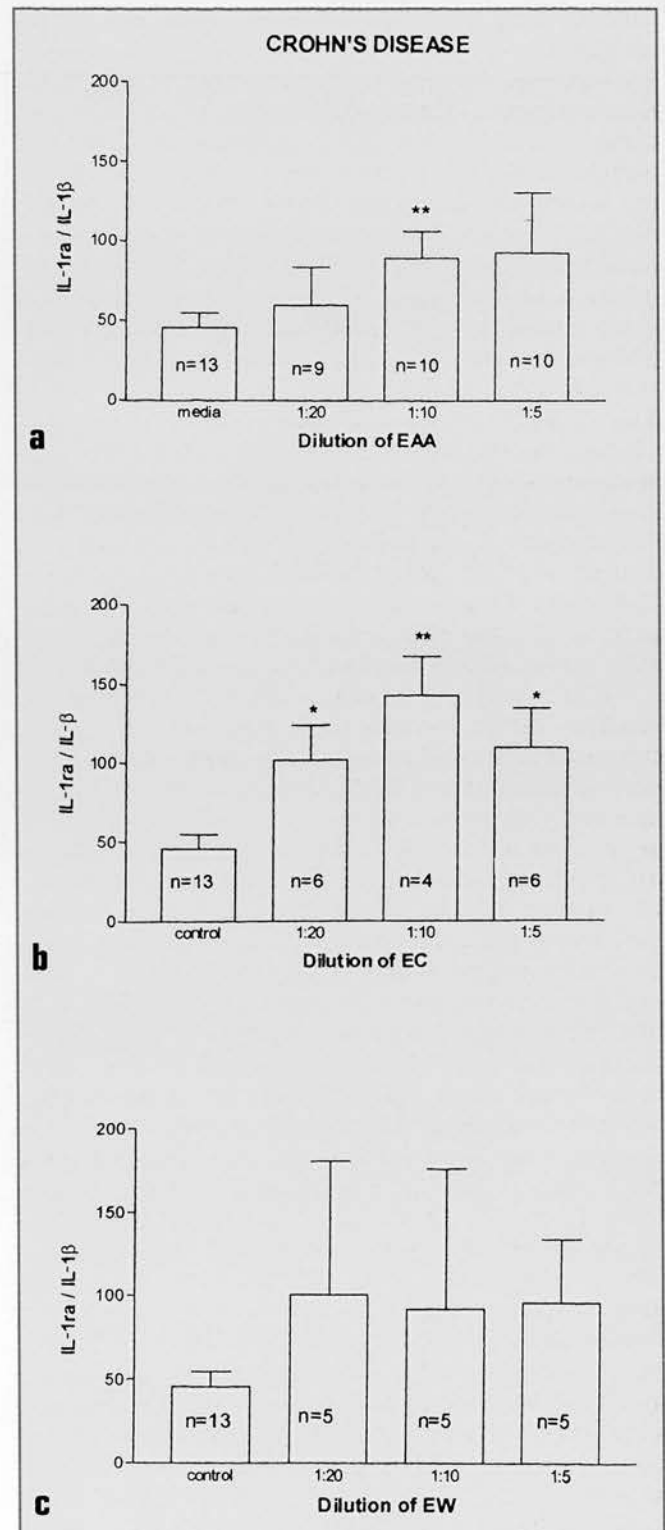 CROHN'S DISEASE
200
150
100
50
0
IL-1ra / IL-1β
**
n=13
n=9
n=10
n=10
media
1:20
1:10
1:5
a
Dilution of EAA
200
150
100
50
0
IL-1ra / IL-β
*
**
*
n=13
n=6
n=4
n=6
control
1:20
1:10
1:5
b
Dilution of EC
200
150
100
50
0
IL-1ra / IL-1β
n=13
n=5
n=5
n=5
control
1:20
1:10
1:5
c
Dilution of EW